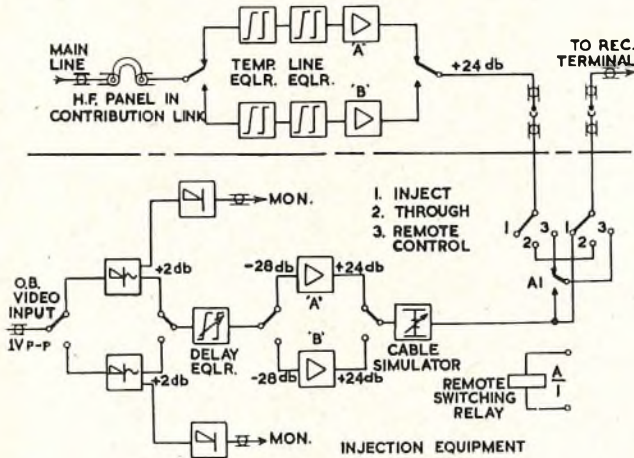 MAIN
LINE
H.F. PANEL IN
CONTRIBUTION LINK
TEMP. LINE
EQLR. EQLR.
'A'
'B'
+24 db
TO REC.
TERMINAL
1. INJECT
2. THROUGH
3. REMOTE
CONTROL
1
2
3
1
2
3
A1
MON.
O.B.
VIDEO
INPUT
1V P-P
+2db
+2db
DELAY
EQLR.
-28db
+24db
'A'
'B'
-28db
+24db
CABLE
SIMULATOR
REMOTE
SWITCHING
RELAY
A
1
MON.
INJECTION EQUIPMENT